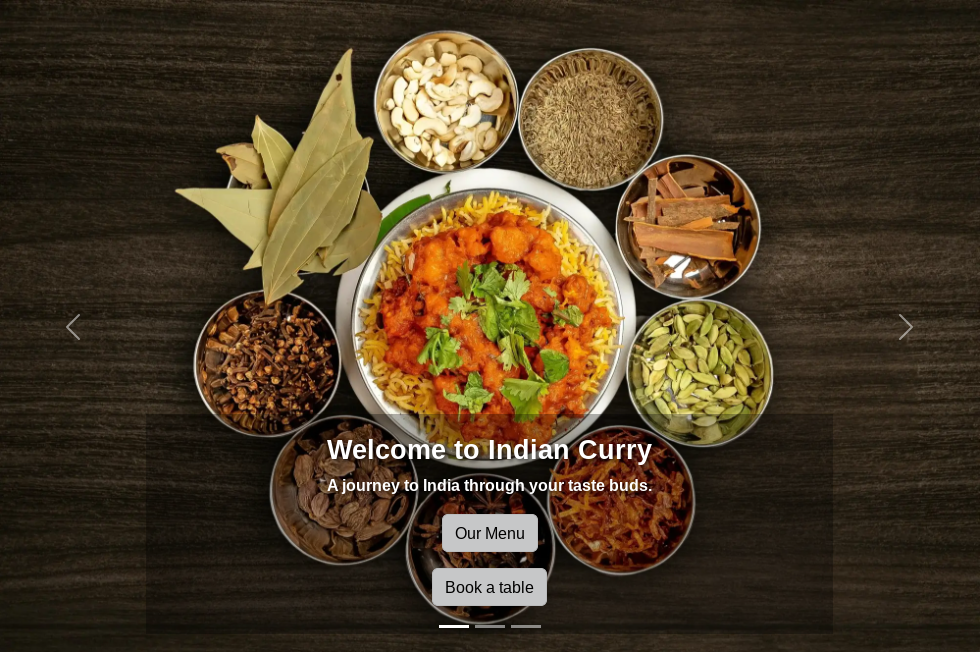 Welcome to Indian Curry
A journey to India through your taste buds.
Our Menu
Book a table